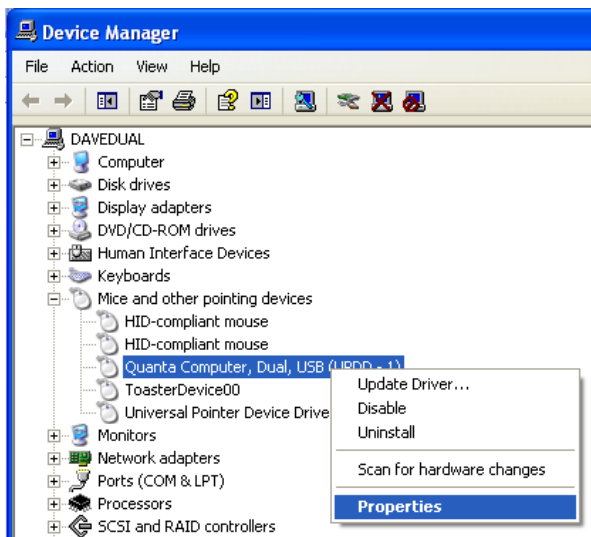 Device Manager
File Action View Help
DAVEDUAL
Computer
Disk drives
Display adapters
DVD/CD-ROM drives
Human Interface Devices
Keyboards
Mice and other pointing devices
HID-compliant mouse
HID-compliant mouse
Quanta Computer, Dual, USB (UPDD - 1)
ToasterDevice00
Universal Pointer Device Drive
Monitors
Network adapters
Ports (COM & LPT)
Processors
SCSI and RAID controllers
Update Driver...
Disable
Uninstall
Scan for hardware changes
Properties